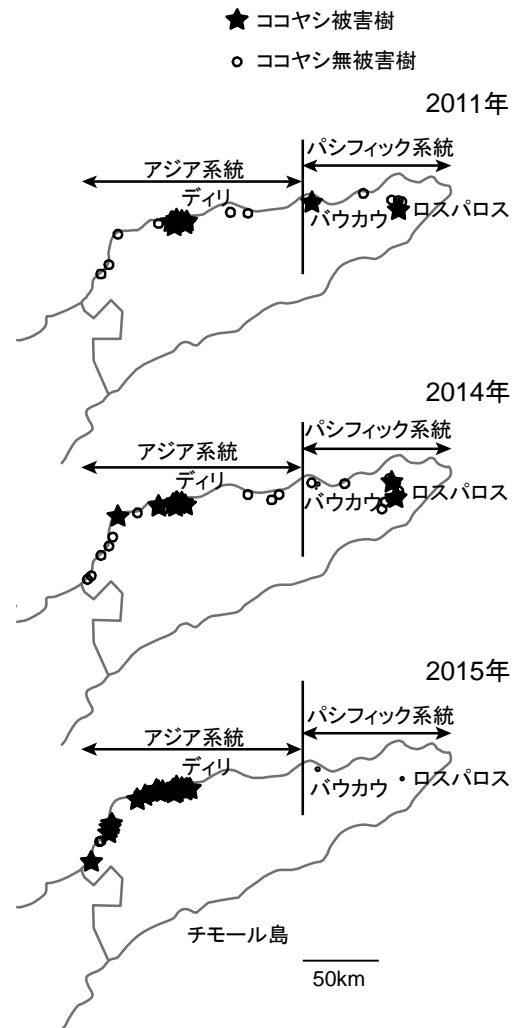 ココヤシ被害樹
ココヤシ無被害樹
2011年
パシフィック系統
アジア系統
ディリ
バウカウ
ロスパロス
2014年
パシフィック系統
アジア系統
ディリ
バウカウ
ロスパロス
2015年
パシフィック系統
アジア系統
ディリ
バウカウ
ロスパロス
チモール島
50km